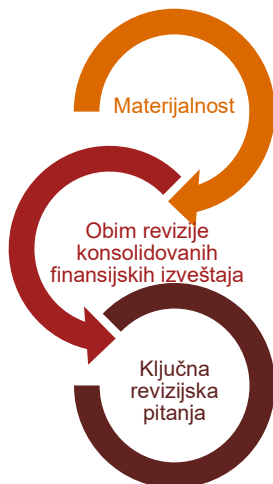 Materijalnost
Obim revizije
konsolidovanih
finansijskih izveštaja
Ključna
revizijska
pitanja